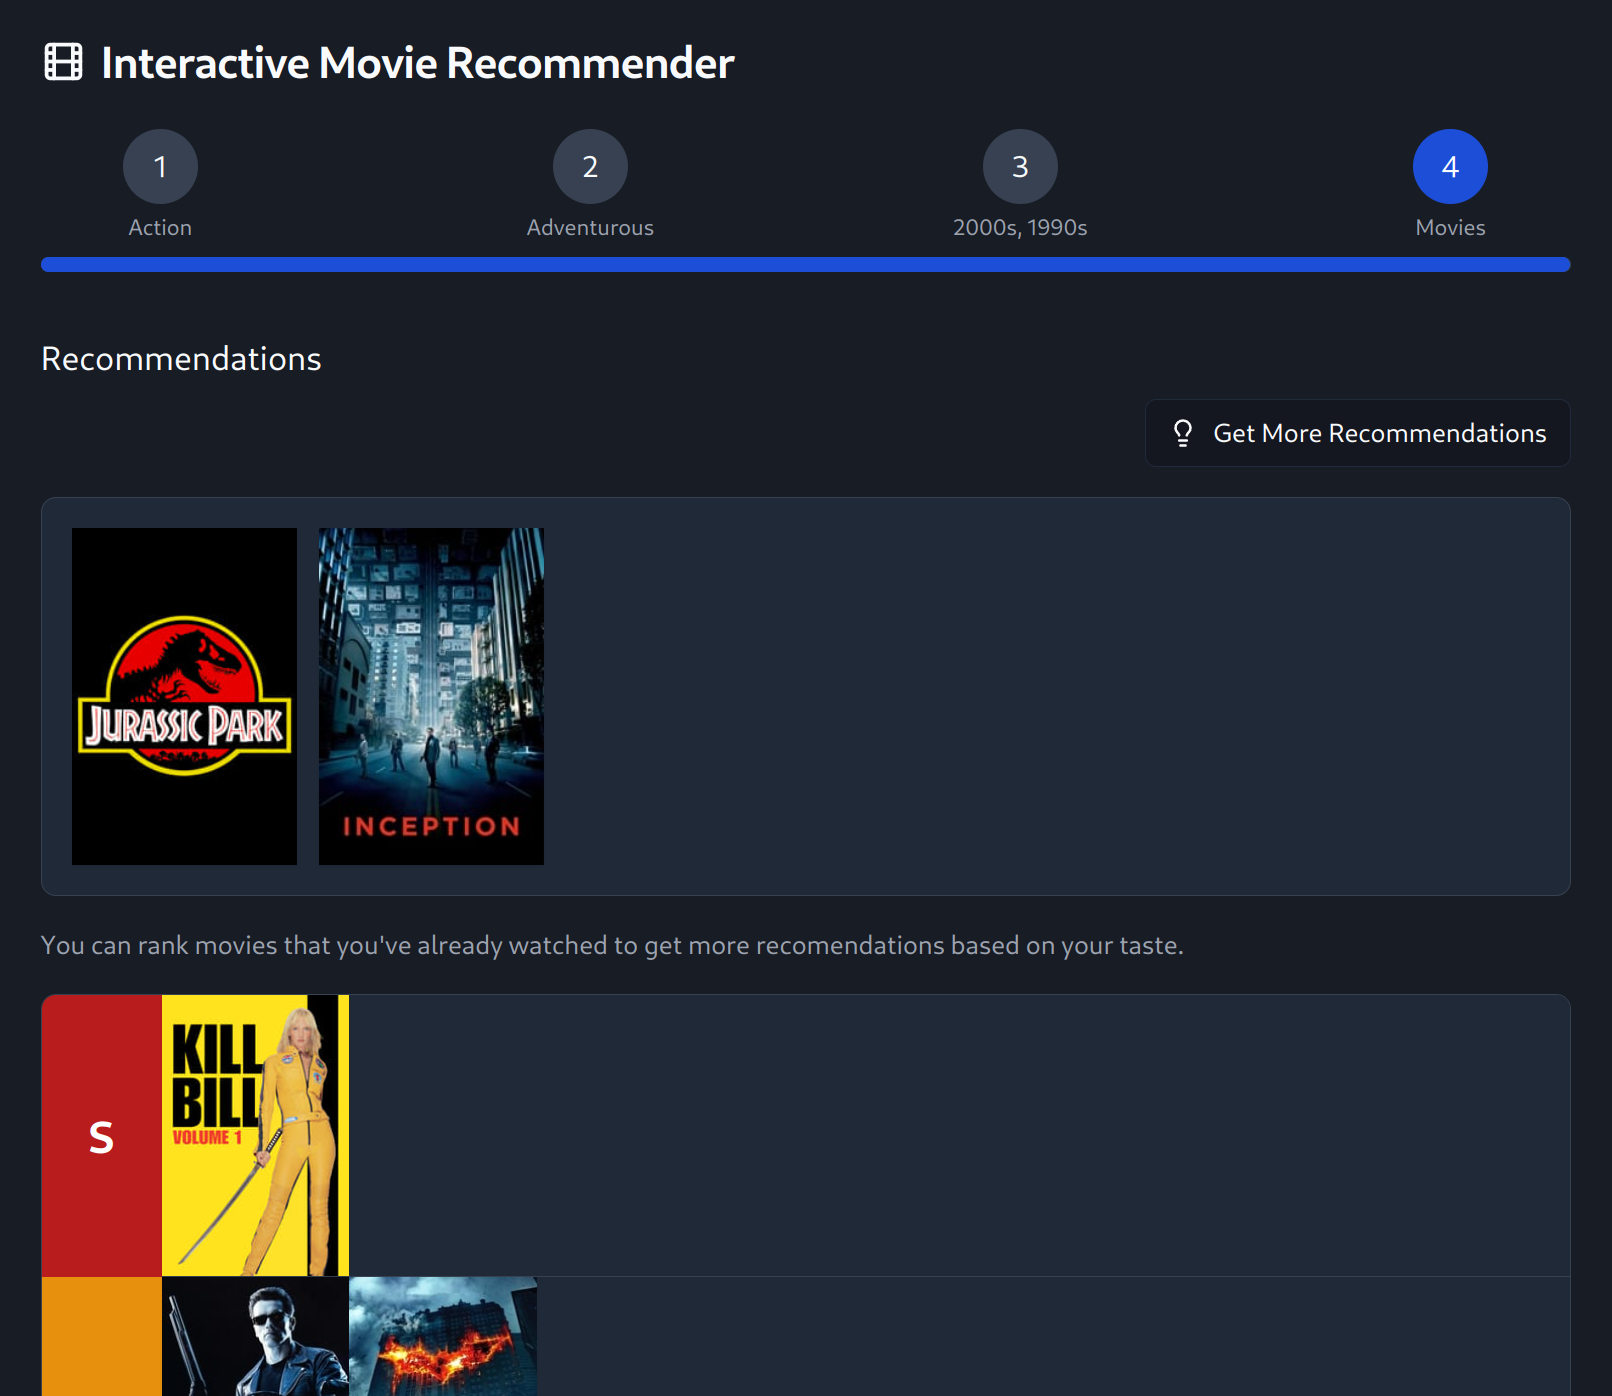 Interactive Movie Recommender
1
2
3
4
Action
Adventurous
2000s, 1990s
Movies
Recommendations
Get More Recommendations
JURASSIC PARK
INCEPTION
You can rank movies that you've already watched to get more recomendations based on your taste.
S
KILL
BILL
VOLUME 1